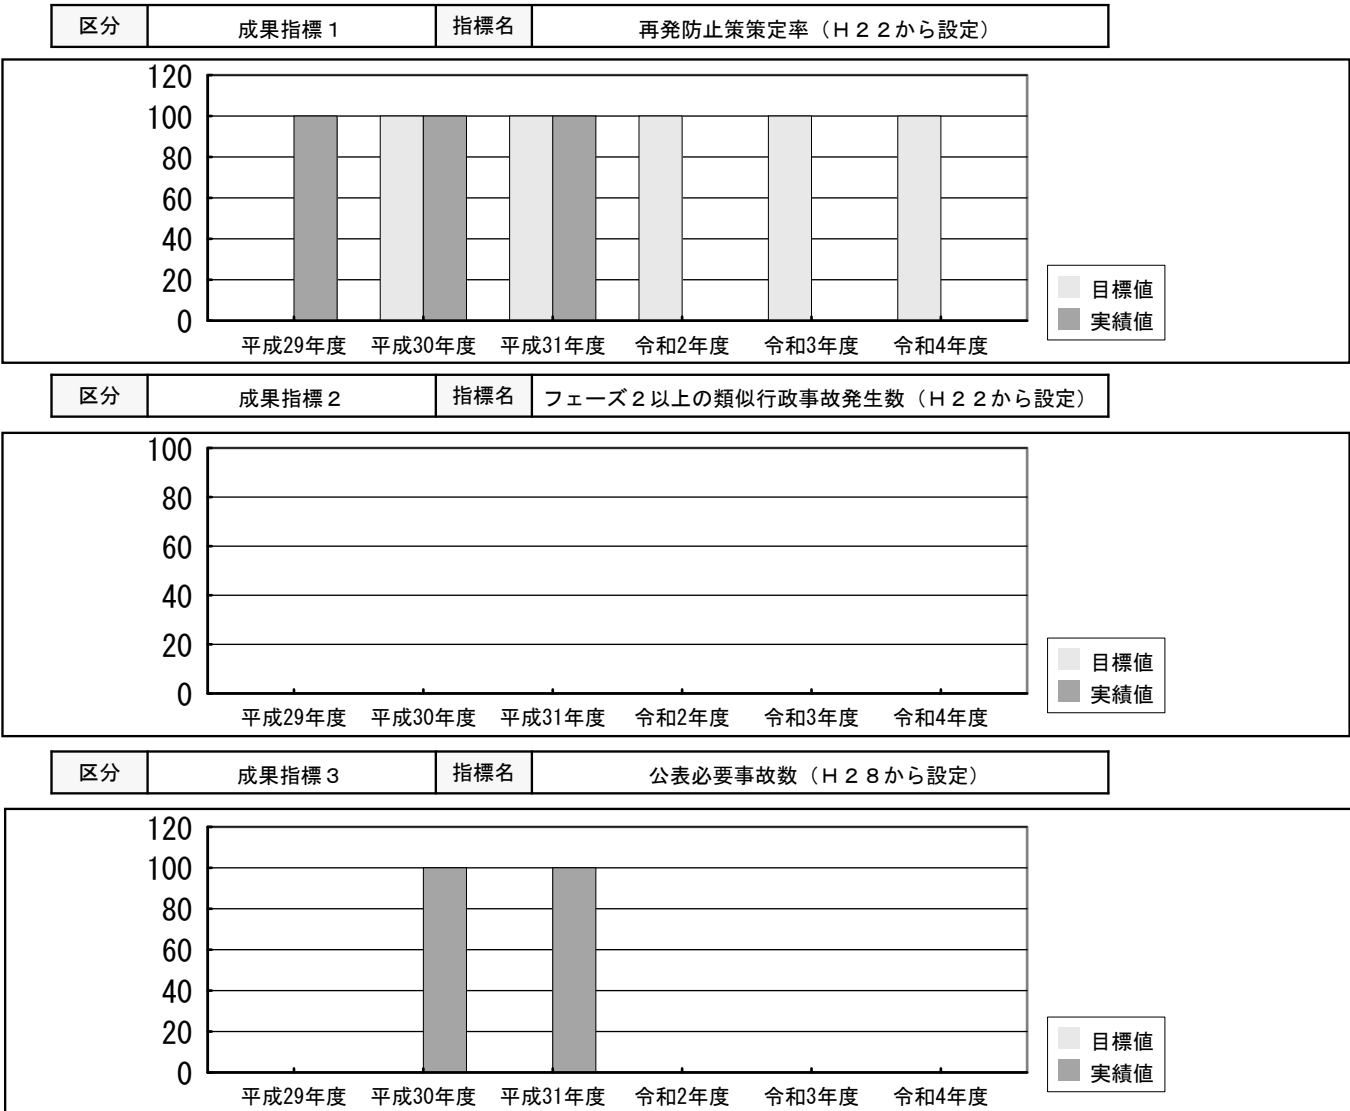 区分 成果指標１ 指標名 再発防止策策定率（Ｈ２２から設定）
120
100
80
60
40
20
0
平成29年度 平成30年度 平成31年度 令和2年度 令和3年度 令和4年度
目標値
実績値
区分 成果指標２ 指標名 フェーズ２以上の類似行政事故発生数（Ｈ２２から設定）
100
80
60
40
20
0
平成29年度 平成30年度 平成31年度 令和2年度 令和3年度 令和4年度
目標値
実績値
区分 成果指標３ 指標名 公表必要事故数（Ｈ２８から設定）
120
100
80
60
40
20
0
平成29年度 平成30年度 平成31年度 令和2年度 令和3年度 令和4年度
目標値
実績値